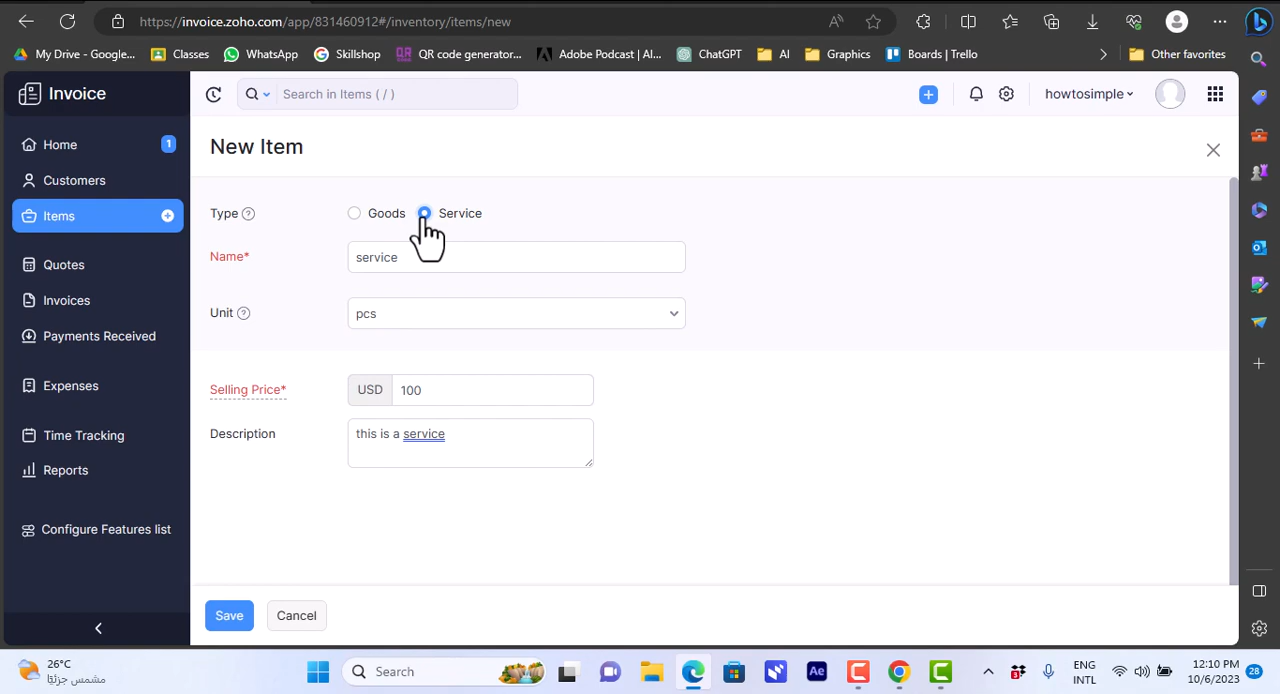 https://invoice.zoho.com/app/831460912#/inventory/items/new
My Drive - Google...
Classes
WhatsApp
Skillshop
QR code generator...
Adobe Podcast | AI...
ChatGPT
AI
Graphics
Boards | Trello
Other favorites
Invoice
Search in Items ( / )
howtosimple
Home
1
Customers
Items
Quotes
Invoices
Payments Received
Expenses
Time Tracking
Reports
Configure Features list
New Item
Type
Goods
Service
Name*
service
Unit
pcs
Selling Price*
USD
100
Description
this is a service
Save
Cancel
26°C
مشمس جزئيًا
Search
Ae
3
ENG
INTL
12:10 PM
10/6/2023
28